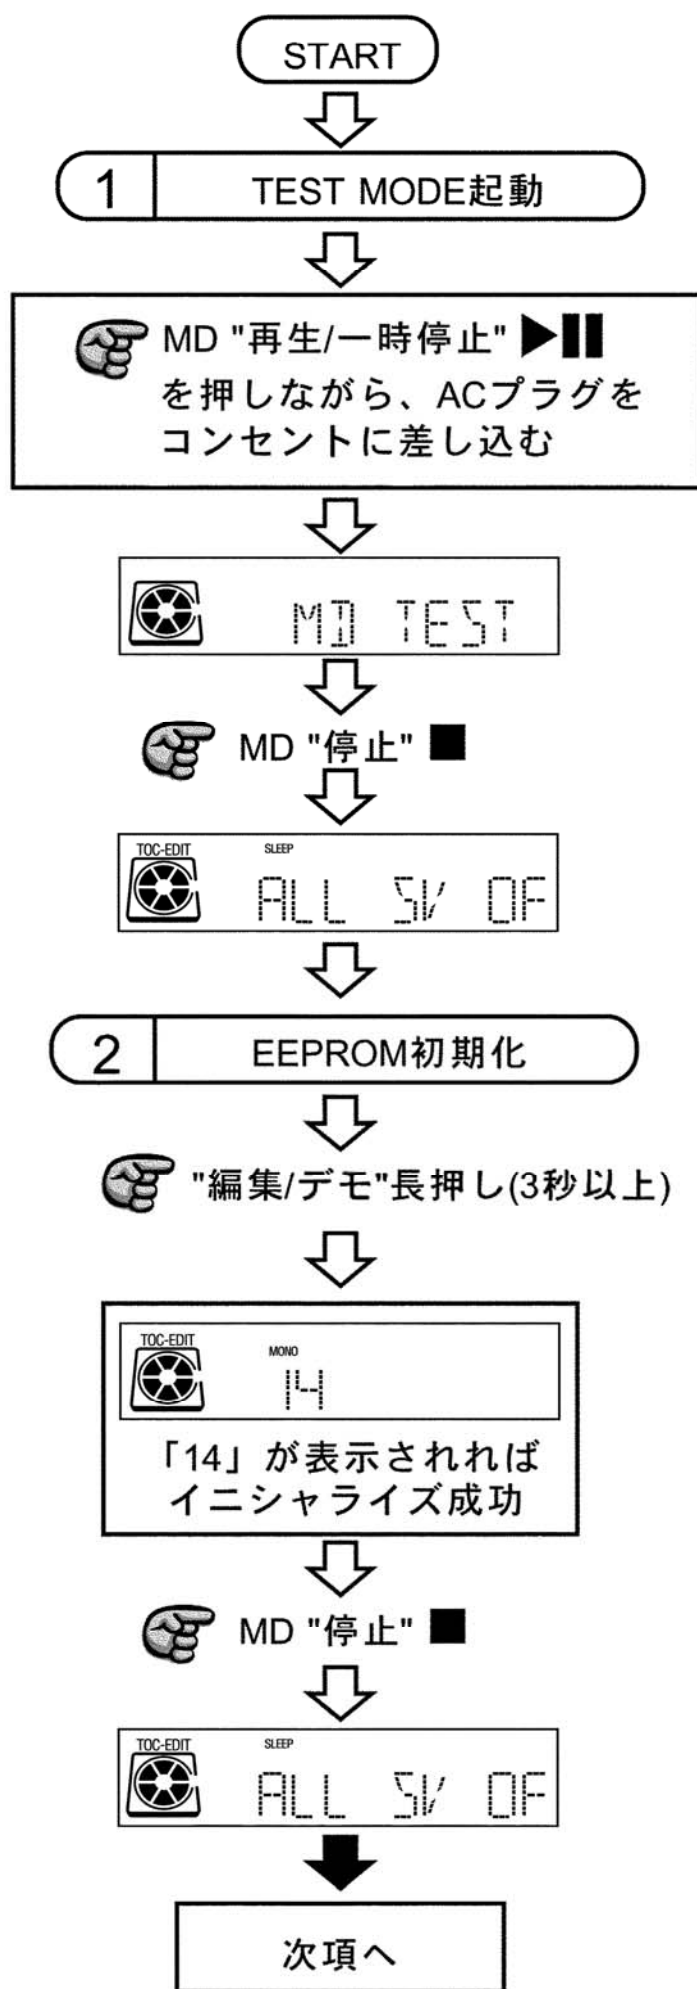 START
1 TEST MODE起動
MD "再生/一時停止" ▶❚❚
を押しながら、ACプラグを
コンセントに差し込む
MD TEST
MD "停止" ■
TOC-EDIT SLEEP
ALL SV OF
2 EEPROM初期化
"編集/デモ"長押し(3秒以上)
TOC-EDIT MONO
14
「14」が表示されれば
イニシャライズ成功
MD "停止" ■
TOC-EDIT SLEEP
ALL SV OF
次項へ